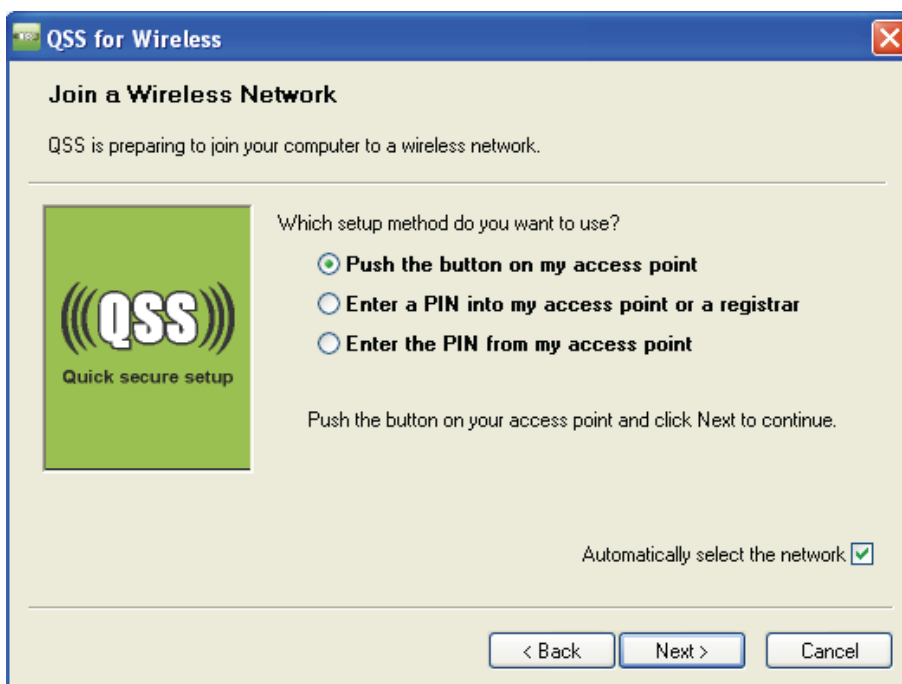 QSS for Wireless
Join a Wireless Network
QSS is preparing to join your computer to a wireless network.
Which setup method do you want to use?
Push the button on my access point
Enter a PIN into my access point or a registrar
Enter the PIN from my access point
(((QSS)))
Quick secure setup
Push the button on your access point and click Next to continue.
Automatically select the network
< Back
Next >
Cancel